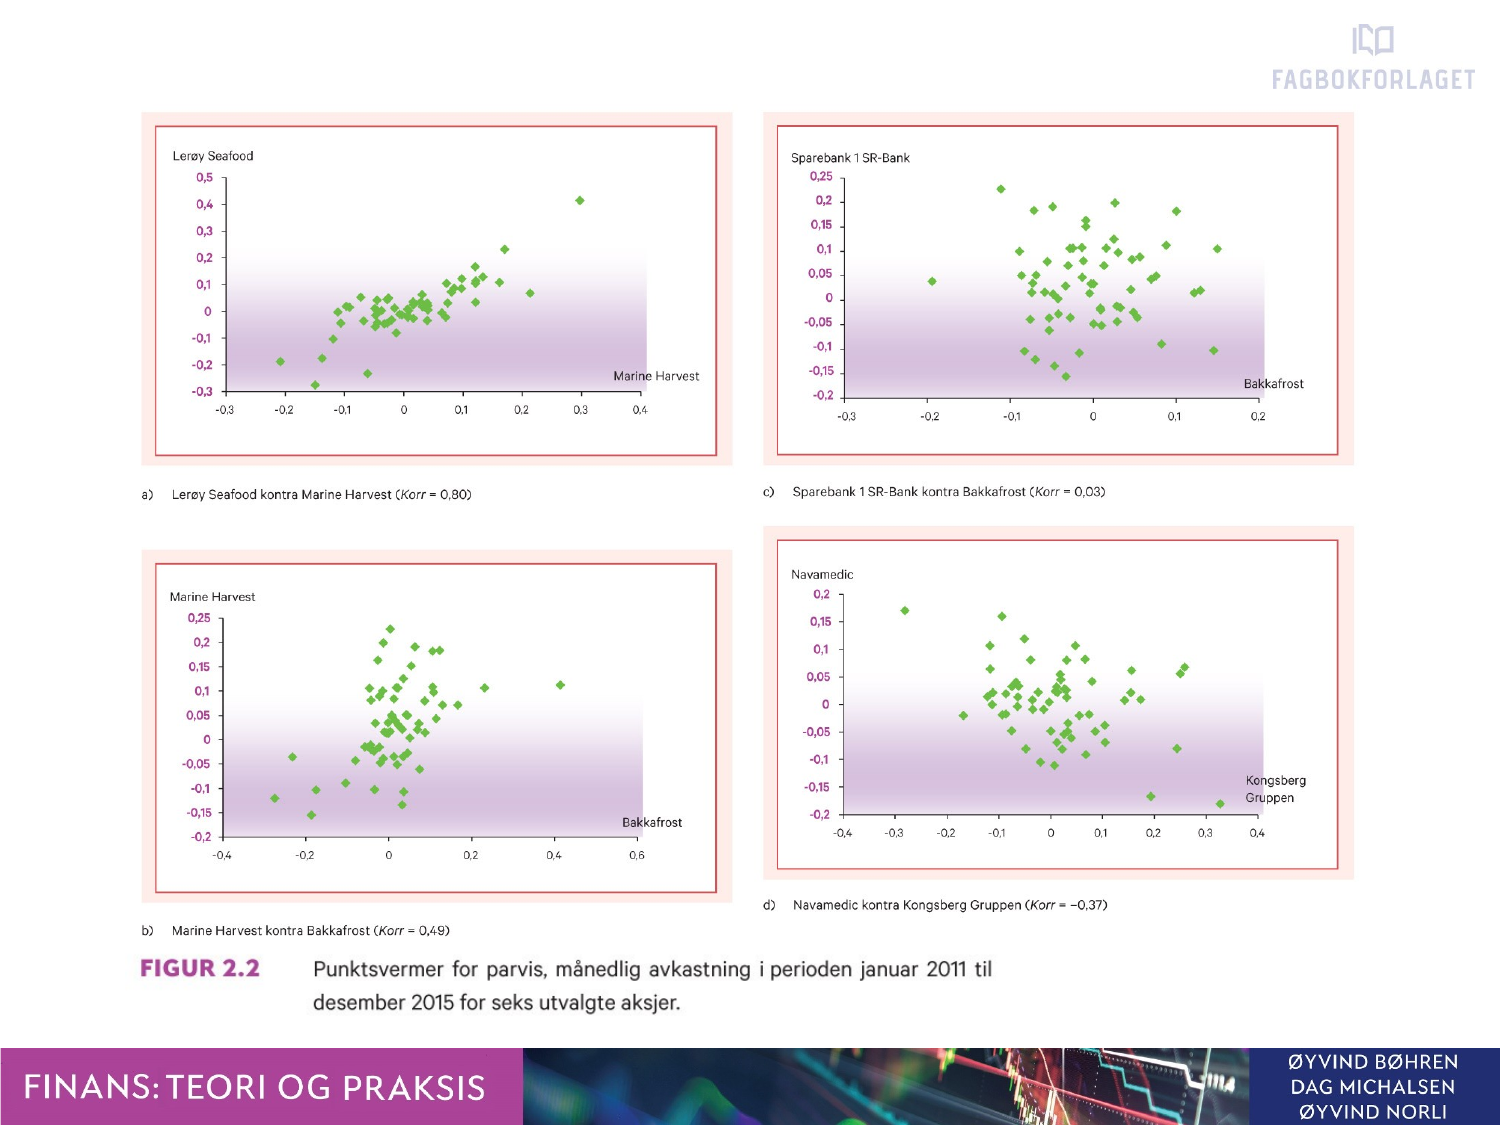 FAGBOKFORLAGET
Lerøy Seafood
0,5
0,4
0,3
0,2
0,1
0
-0,1
-0,2
-0,3
Marine Harvest
-0,3 -0,2 -0,1 0 0,1 0,2 0,3 0,4
a) Lerøy Seafood kontra Marine Harvest (Korr = 0,80)
Marine Harvest
0,25
0,2
0,15
0,1
0,05
0
-0,05
-0,1
-0,15
-0,2
Bakkafrost
-0,4 -0,2 0 0,2 0,4 0,6
b) Marine Harvest kontra Bakkafrost (Korr = 0,49)
Sparebank 1 SR-Bank
0,25
0,2
0,15
0,1
0,05
0
-0,05
-0,1
-0,15
-0,2
Bakkafrost
-0,3 -0,2 -0,1 0 0,1 0,2
c) Sparebank 1 SR-Bank kontra Bakkafrost (Korr = 0,03)
Navamedic
0,2
0,15
0,1
0,05
0
-0,05
-0,1
-0,15
-0,2
Kongsberg
Gruppen
-0,4 -0,3 -0,2 -0,1 0 0,1 0,2 0,3 0,4
d) Navamedic kontra Kongsberg Gruppen (Korr = −0,37)
FIGUR 2.2 Punktsvermer for parvis, månedlig avkastning i perioden januar 2011 til
desember 2015 for seks utvalgte aksjer.
FINANS: TEORI OG PRAKSIS
ØYVIND BØHREN
DAG MICHALSEN
ØYVIND NORLI